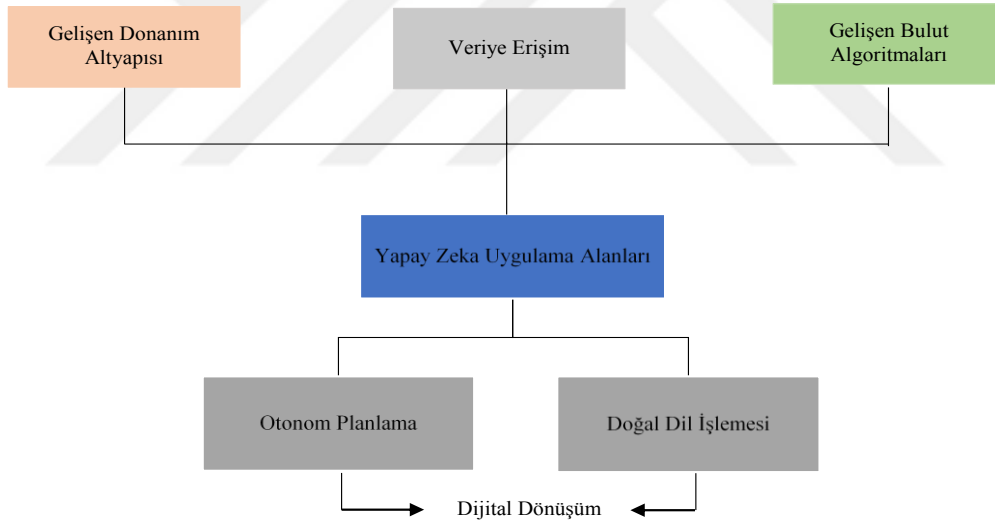 Gelişen Donanım
Altyapısı
Veriye Erişim
Gelişen Bulut
Algoritmaları
Yapay Zeka Uygulama Alanları
Otonom Planlama
Doğal Dil İşlemesi
Dijital Dönüşüm